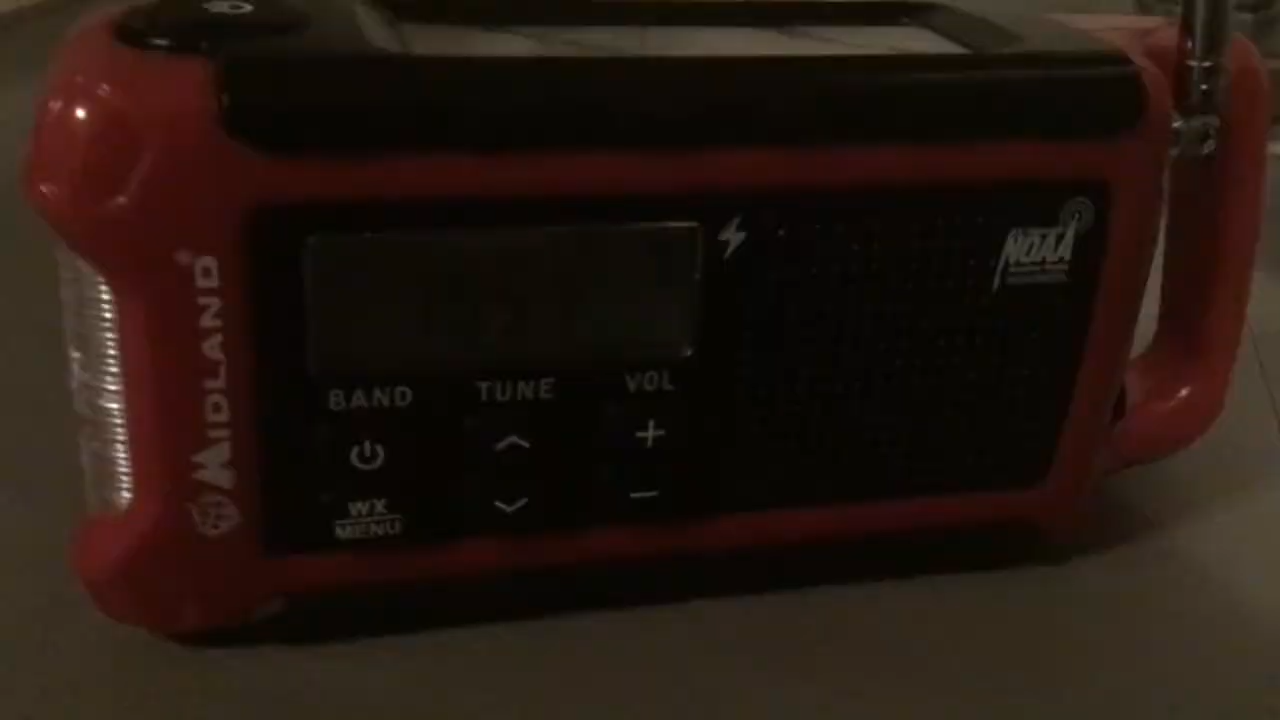 MIDLAND®
NOAA
BAND
TUNE
VOL
+
−
WX
MENU